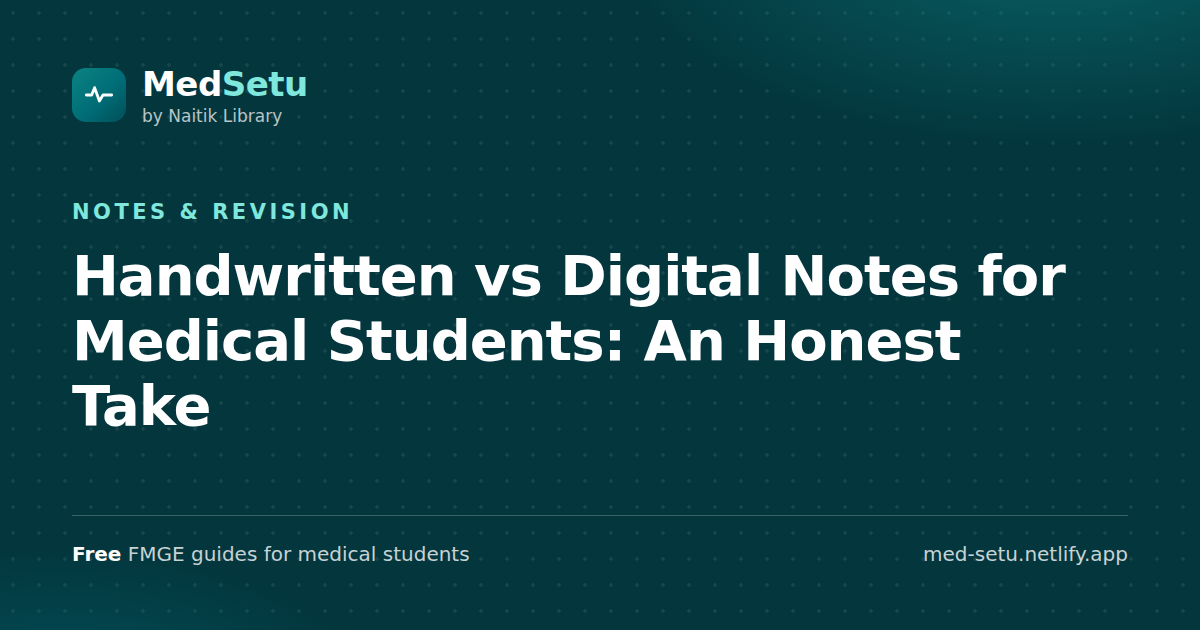 MedSetu
by Naitik Library
NOTES & REVISION
Handwritten vs Digital Notes for
Medical Students: An Honest
Take
Free FMGE guides for medical students
med-setu.netlify.app